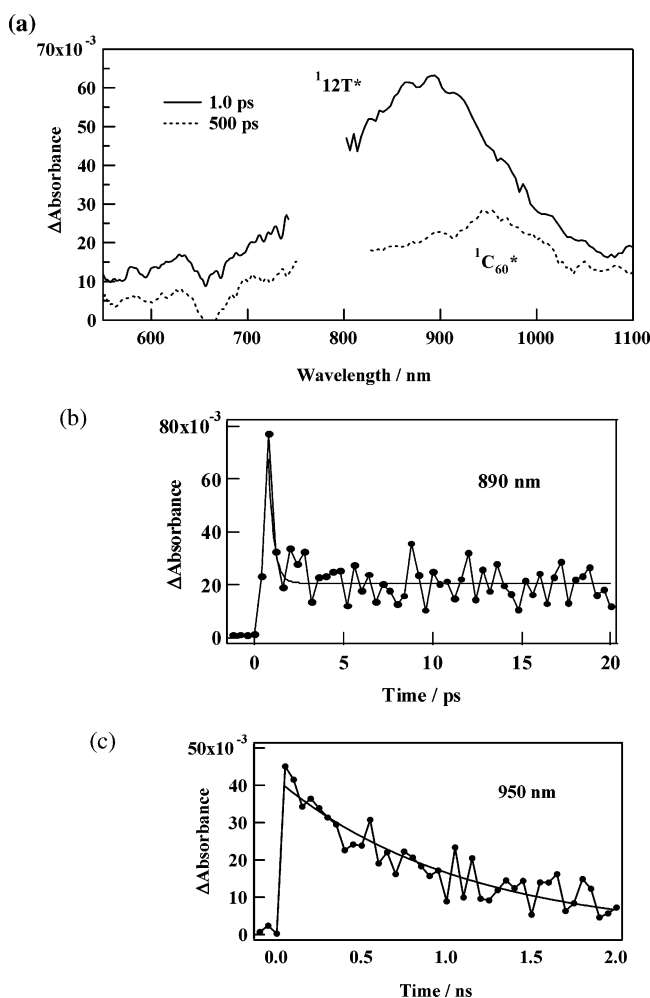 (a)
70x10⁻³
60
50
40
30
20
10
0
ΔAbsorbance
1.0 ps
500 ps
¹12T*
¹C₆₀*
600 700 800 900 1000 1100
Wavelength / nm
(b)
80x10⁻³
60
40
20
0
ΔAbsorbance
890 nm
0 5 10 15 20
Time / ps
(c)
50x10⁻³
40
30
20
10
0
ΔAbsorbance
950 nm
0.0 0.5 1.0 1.5 2.0
Time / ns